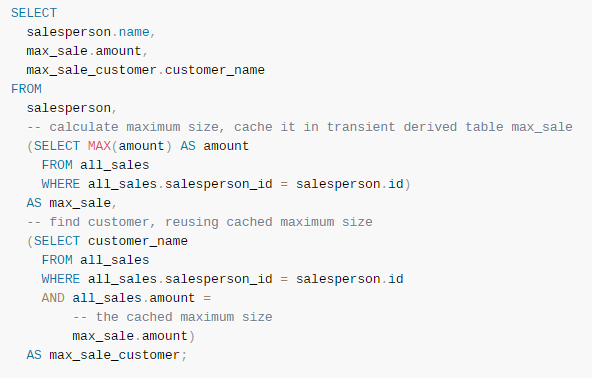 SELECT
  salesperson.name,
  max_sale.amount,
  max_sale_customer.customer_name
FROM
  salesperson,
  -- calculate maximum size, cache it in transient derived table max_sale
  (SELECT MAX(amount) AS amount
    FROM all_sales
    WHERE all_sales.salesperson_id = salesperson.id)
  AS max_sale,
  -- find customer, reusing cached maximum size
  (SELECT customer_name
    FROM all_sales
    WHERE all_sales.salesperson_id = salesperson.id
    AND all_sales.amount =
        -- the cached maximum size
        max_sale.amount)
  AS max_sale_customer;